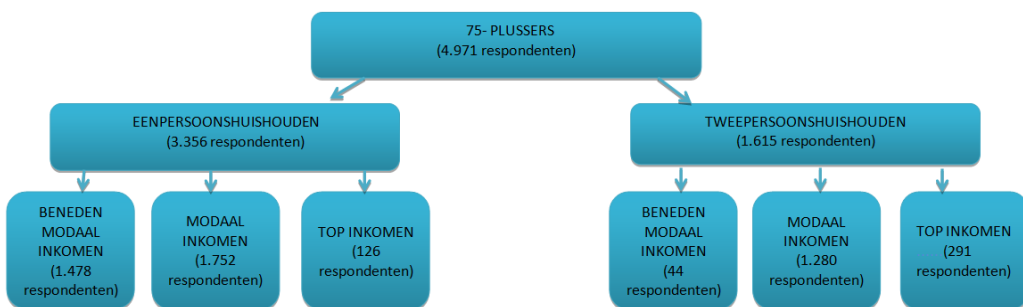 75- PLUSSERS
(4.971 respondenten)
EENPERSOONSHUISHOUDEN
(3.356 respondenten)
TWEEPERSOONSHUISHOUDEN
(1.615 respondenten)
BENEDEN
MODAAL
INKOMEN
(1.478
respondenten)
MODAAL
INKOMEN
(1.752
respondenten)
TOP INKOMEN
(126
respondenten)
BENEDEN
MODAAL
INKOMEN
(44
respondenten)
MODAAL
INKOMEN
(1.280
respondenten)
TOP INKOMEN
(291
respondenten)